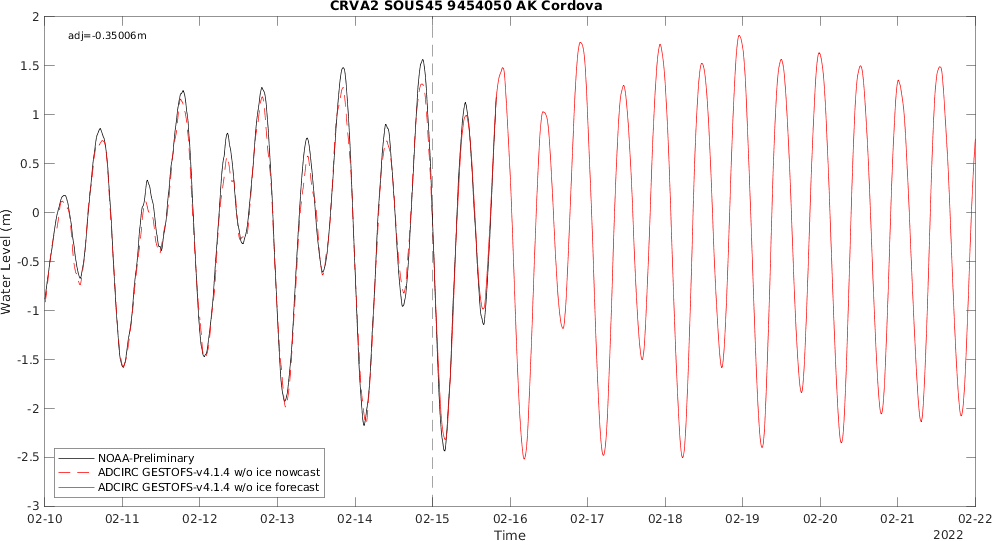 CRVA2 SOUS45 9454050 AK Cordova
adj=-0.35006m
2
1.5
1
0.5
0
-0.5
-1
-1.5
-2
-2.5
-3
Water Level (m)
NOAA-Preliminary
ADCIRC GESTOFS-v4.1.4 w/o ice nowcast
ADCIRC GESTOFS-v4.1.4 w/o ice forecast
02-10 02-11 02-12 02-13 02-14 02-15 02-16 02-17 02-18 02-19 02-20 02-21 02-22
Time
2022